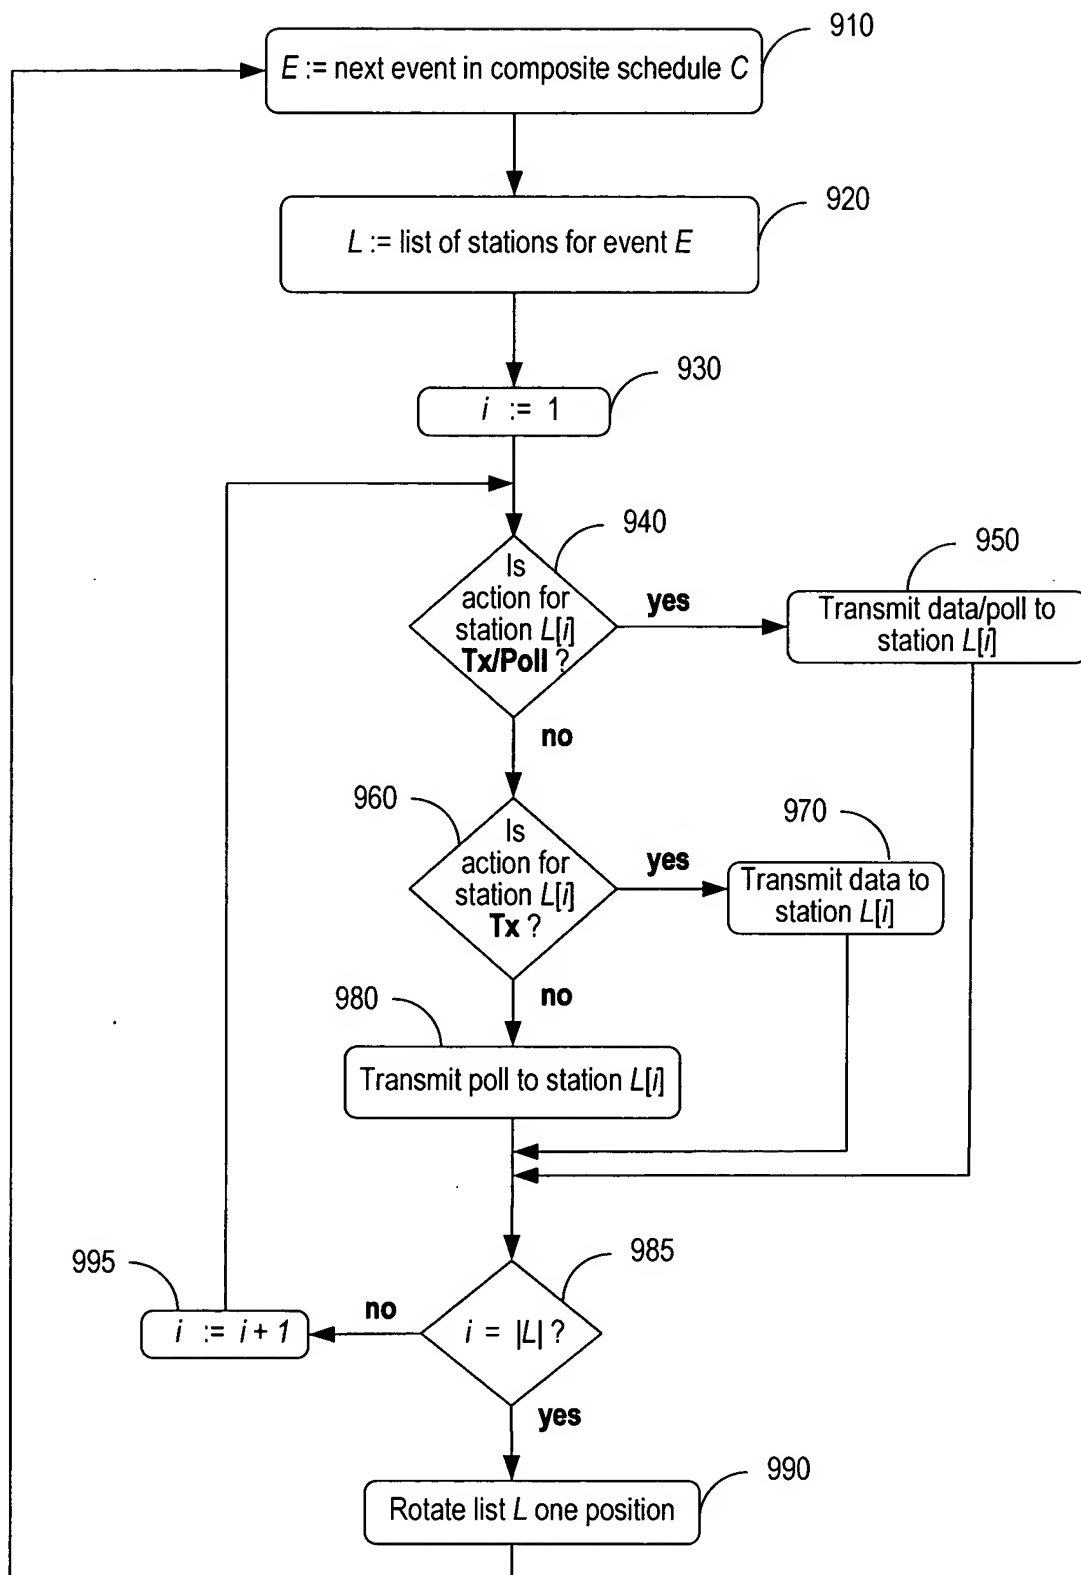 910
E := next event in composite schedule C
920
L := list of stations for event E
930
i := 1
940
Is
action for
station L[i]
Tx/Poll ?
yes
950
Transmit data/poll to
station L[i]
no
960
Is
action for
station L[i]
Tx ?
yes
970
Transmit data to
station L[i]
no
980
Transmit poll to station L[i]
985
i = |L| ?
no
995
i := i + 1
yes
990
Rotate list L one position